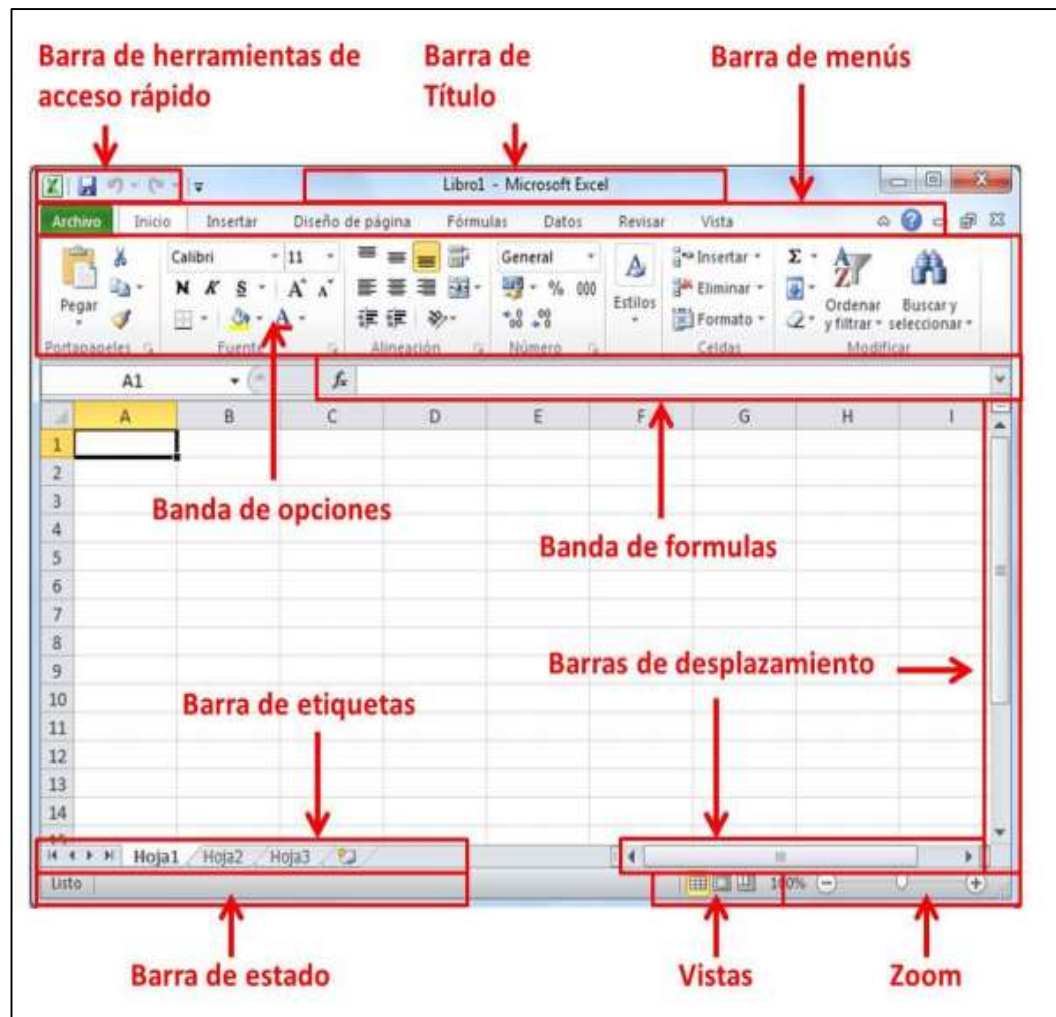 Barra de herramientas de
acceso rápido
Barra de
Título
Barra de menús
Libro1 - Microsoft Excel
Archivo Inicio Insertar Diseño de página Fórmulas Datos Revisar Vista
Calibri 11 General Insertar Σ
N K S A A % 000 Eliminar
Pegar Estilos Formato Ordenar y filtrar Buscar y seleccionar
Portapapeles Fuente Alineación Número Celdas Modificar
A1 fx
A B C D E F G H I
1
2
3
Banda de opciones
4
Banda de formulas
5
6
7
8
9
Barras de desplazamiento
10
Barra de etiquetas
11
12
13
14
Hoja1 Hoja2 Hoja3
Listo 100%
Barra de estado
Vistas
Zoom